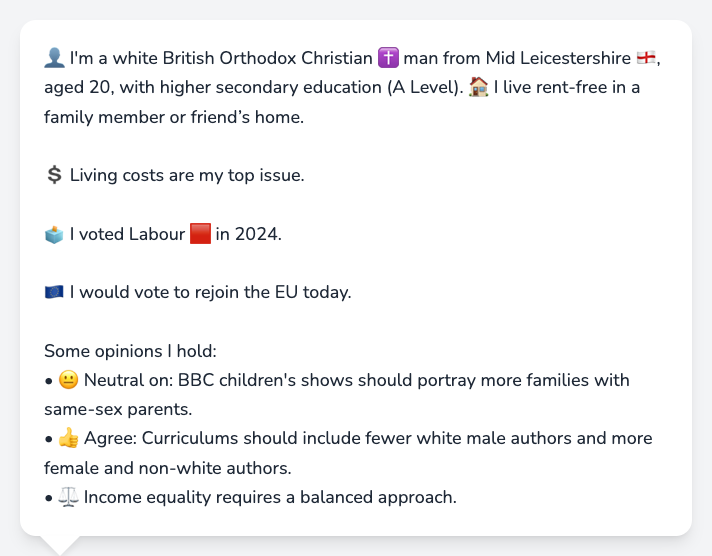 👤 I'm a white British Orthodox Christian ✝️ man from Mid Leicestershire 🏴󠁧󠁢󠁥󠁮󠁧󠁿,
aged 20, with higher secondary education (A Level). 🏠 I live rent-free in a
family member or friend’s home.
💲 Living costs are my top issue.
🗳️ I voted Labour 🟥 in 2024.
🇪🇺 I would vote to rejoin the EU today.
Some opinions I hold:
• 😐 Neutral on: BBC children's shows should portray more families with
same-sex parents.
• 👍 Agree: Curriculums should include fewer white male authors and more
female and non-white authors.
• ⚖️ Income equality requires a balanced approach.